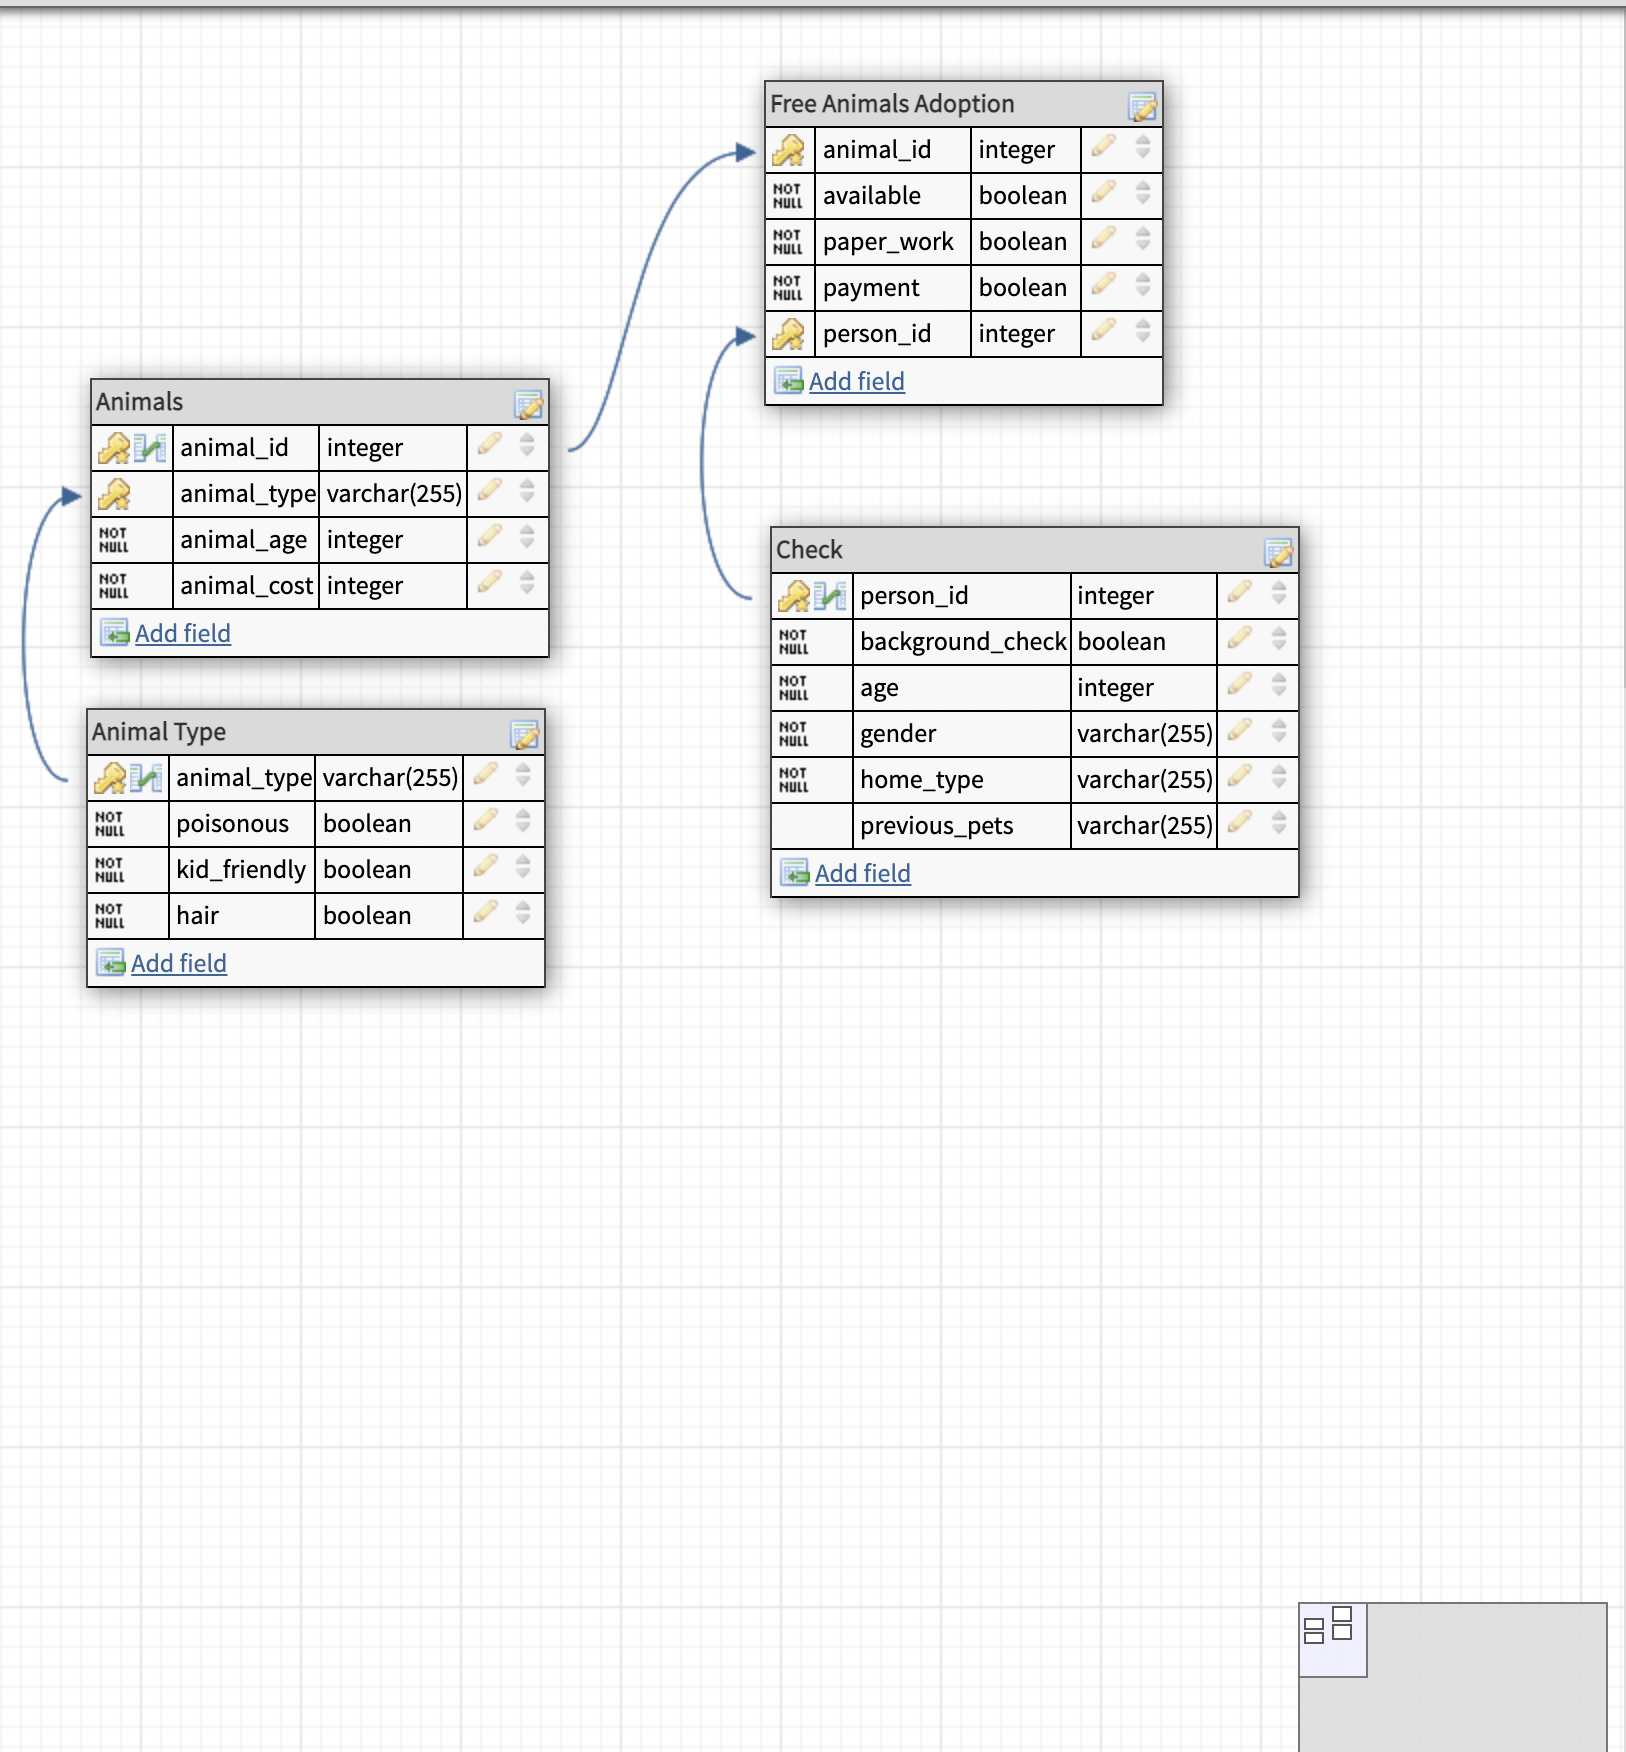 Free Animals Adoption
animal_id integer
NOT NULL available boolean
NOT NULL paper_work boolean
NOT NULL payment boolean
person_id integer
Add field
Animals
animal_id integer
animal_type varchar(255)
NOT NULL animal_age integer
NOT NULL animal_cost integer
Add field
Check
person_id integer
NOT NULL background_check boolean
NOT NULL age integer
NOT NULL gender varchar(255)
NOT NULL home_type varchar(255)
previous_pets varchar(255)
Add field
Animal Type
animal_type varchar(255)
NOT NULL poisonous boolean
NOT NULL kid_friendly boolean
NOT NULL hair boolean
Add field